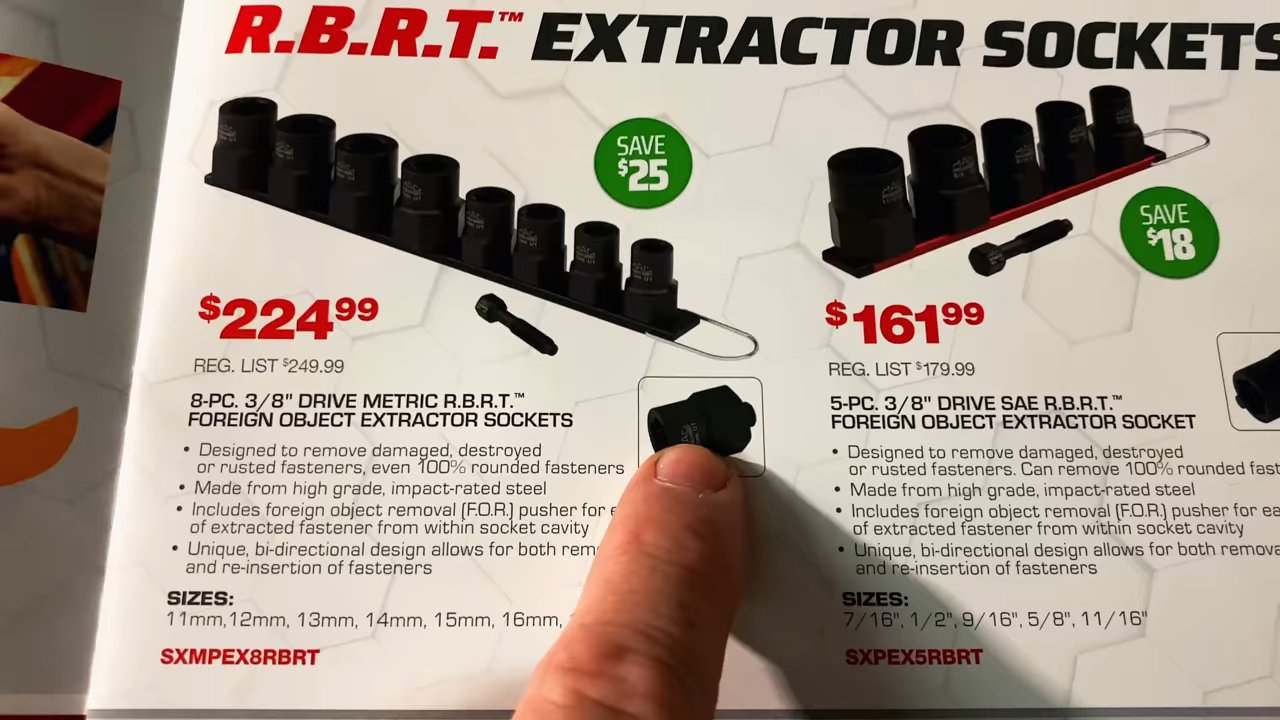 R.B.R.T.™ EXTRACTOR SOCKETS
SAVE
$25
$224.99
REG. LIST $249.99
8-PC. 3/8" DRIVE METRIC R.B.R.T.™
FOREIGN OBJECT EXTRACTOR SOCKETS
• Designed to remove damaged, destroyed
or rusted fasteners, even 100% rounded fasteners
• Made from high grade, impact-rated steel
• Includes foreign object removal (F.O.R.) pusher for
of extracted fastener from within socket cavity
• Unique, bi-directional design allows for both
and re-insertion of fasteners
SIZES:
11mm,12mm, 13mm, 14mm, 15mm, 16mm,
SXMPEX8RBRT
SAVE
$18
$161.99
REG. LIST $179.99
5-PC. 3/8" DRIVE SAE R.B.R.T.™
FOREIGN OBJECT EXTRACTOR SOCKET
• Designed to remove damaged, destroyed
or rusted fasteners. Can remove 100% rounded
• Made from high grade, impact-rated steel
• Includes foreign object removal (F.O.R.) pusher for
of extracted fastener from within socket cavity
• Unique, bi-directional design allows for both
and re-insertion of fasteners
SIZES:
7/16", 1/2", 9/16", 5/8", 11/16"
SXPEX5RBRT